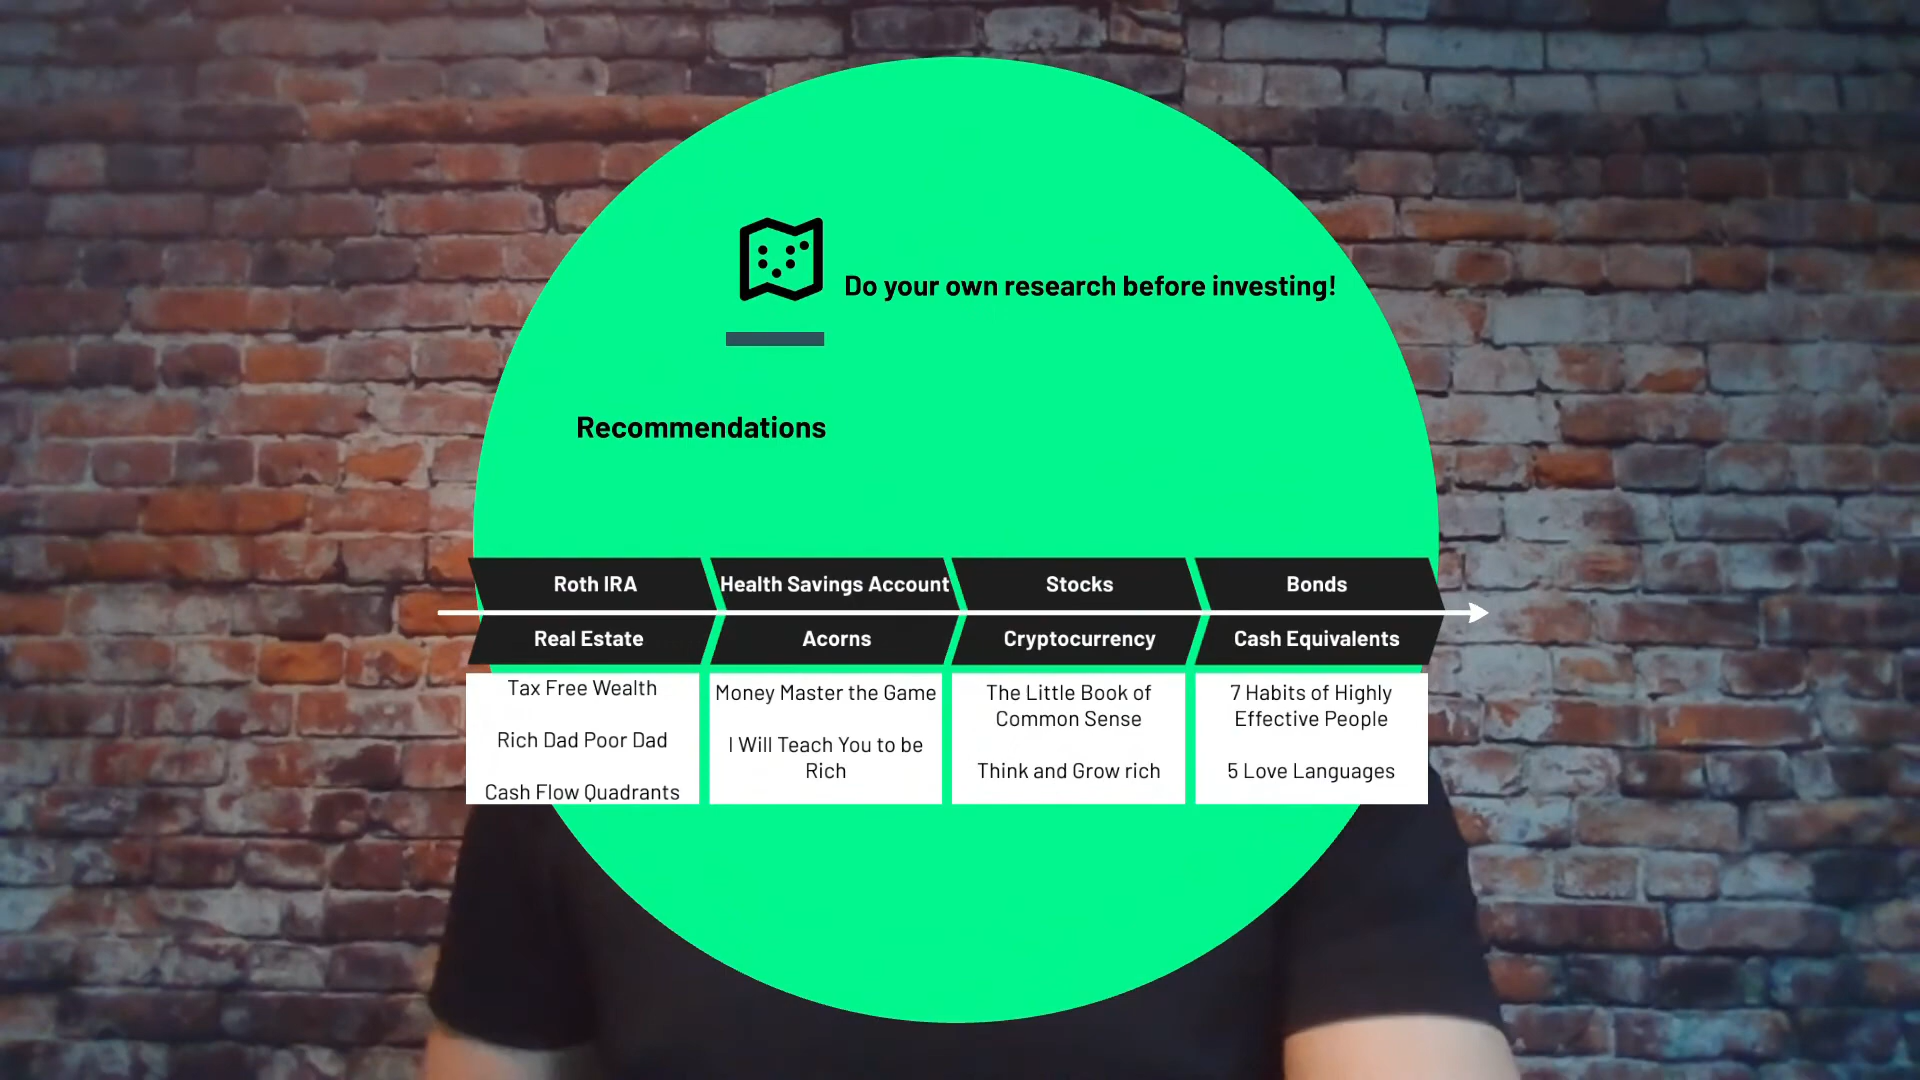 Do your own research before investing!
Recommendations
Roth IRA
Health Savings Account
Stocks
Bonds
Real Estate
Acorns
Cryptocurrency
Cash Equivalents
Tax Free Wealth
Rich Dad Poor Dad
Cash Flow Quadrants
Money Master the Game
I Will Teach You to be
Rich
The Little Book of
Common Sense
Think and Grow rich
7 Habits of Highly
Effective People
5 Love Languages